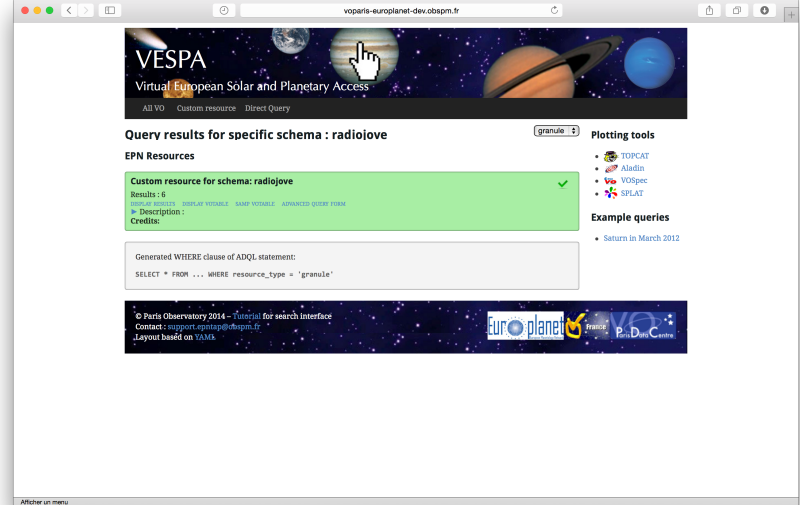 voparis-europlanet-dev.obspm.fr
VESPA
Virtual European Solar and Planetary Access
All VO Custom resource Direct Query
Query results for specific schema : radiojove
granule
EPN Resources
Custom resource for schema: radiojove
Results : 6
DISPLAY RESULTS DISPLAY VOTABLE SAMP VOTABLE ADVANCED QUERY FORM
Description :
Credits:
Generated WHERE clause of ADQL statement:
SELECT * FROM ... WHERE resource_type = 'granule'
Plotting tools
TOPCAT
Aladin
VOSpec
SPLAT
Example queries
Saturn in March 2012
© Paris Observatory 2014 – Tutorial for search interface
Contact : support.epntap@obspm.fr
Layout based on YAML
Europlanet
France
VO
Paris Data Centre
Afficher un menu